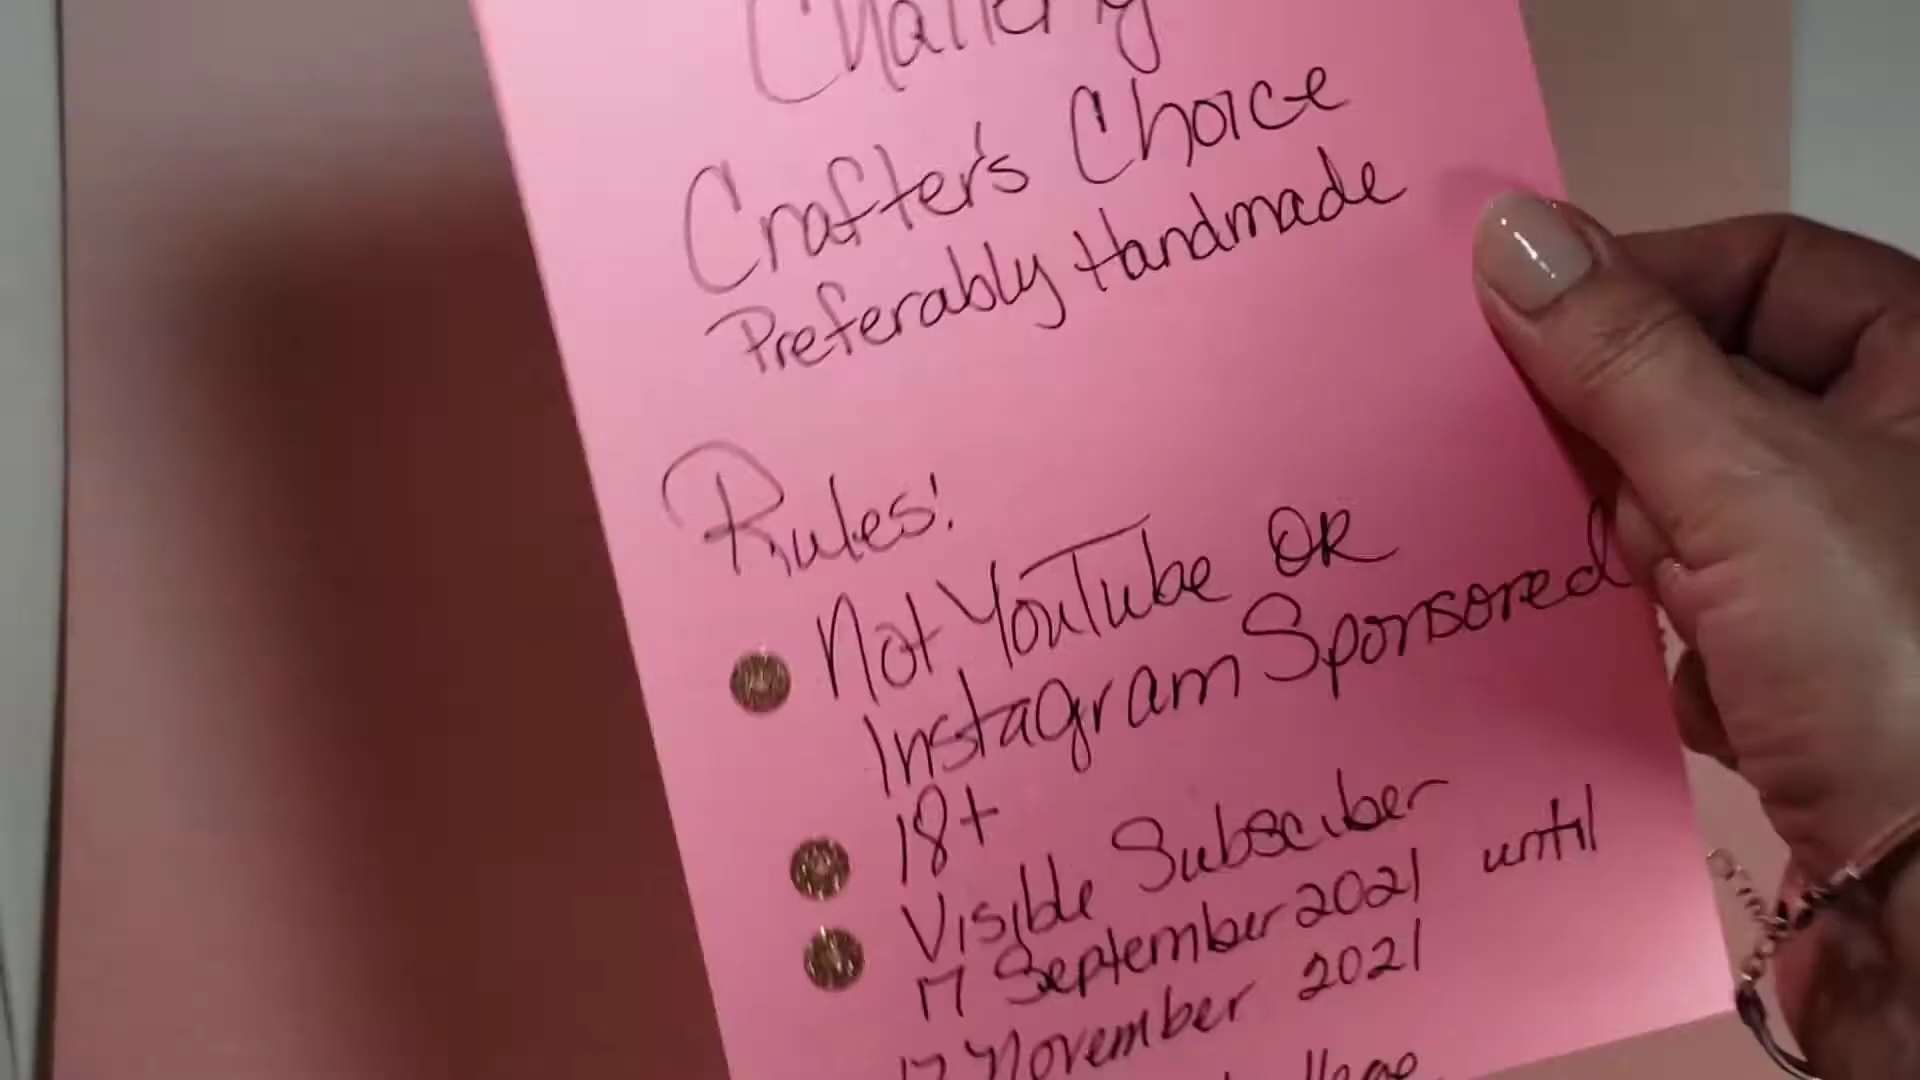 Crafter's Choice
Preferably Handmade
Rules!
Not YouTube OR
Instagram Sponsored
18+
Visible Subsciber
17 September 2021 until
17 November 2021